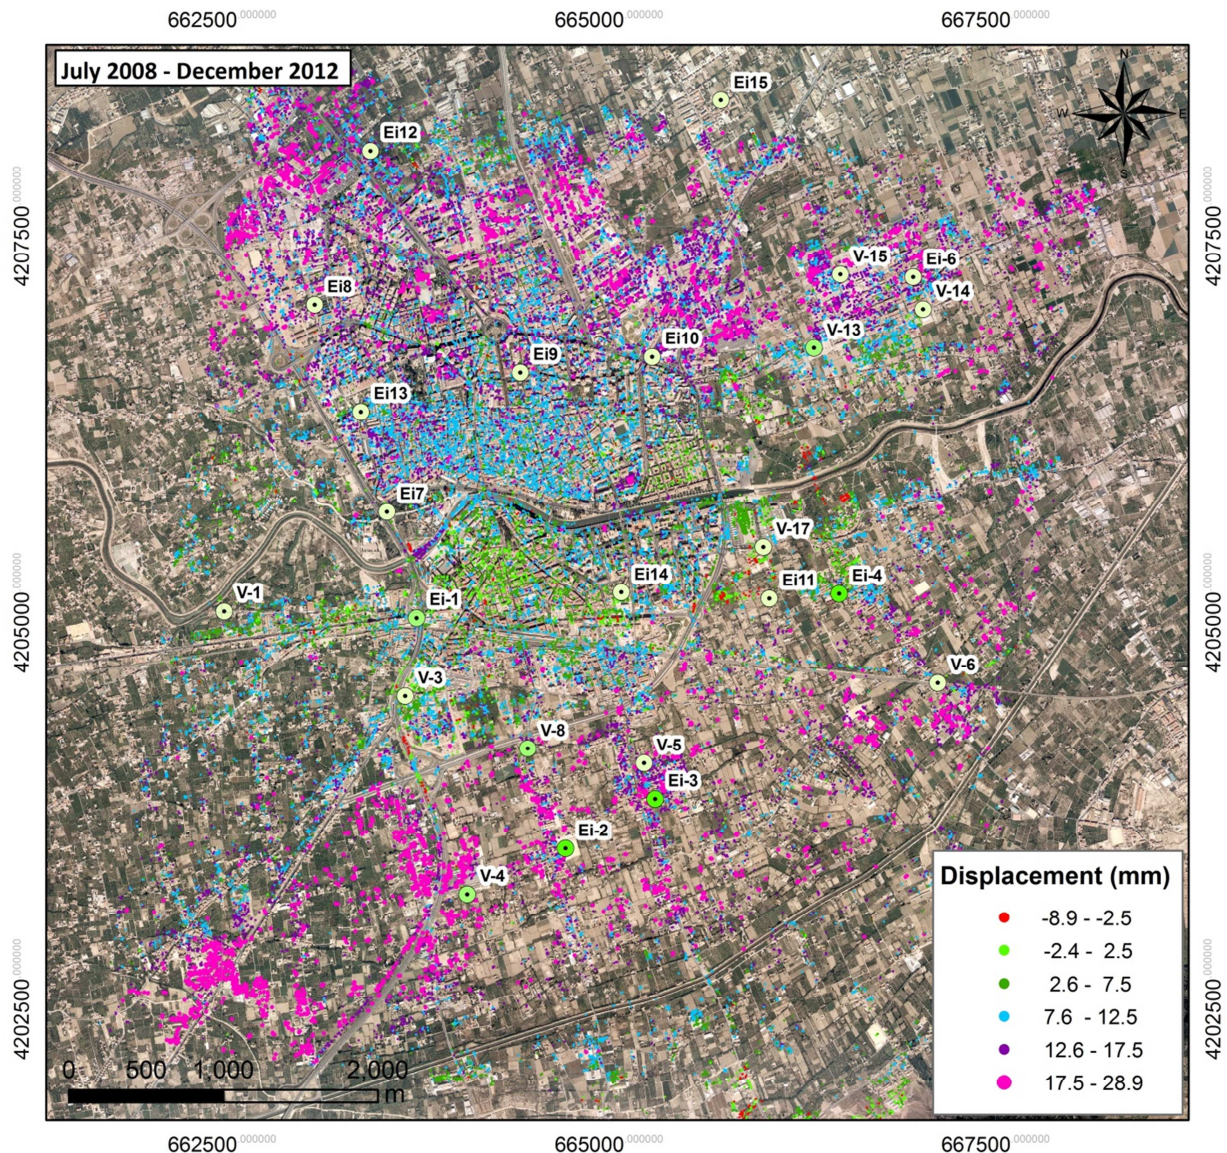 662500.000000 665000.000000 667500.000000
July 2008 - December 2012
N
W E
S
Ei15
Ei12
4207500.000000 4207500.000000
V-15 Ei-6
Ei8 V-14
V-13
Ei10
Ei9
Ei13
Ei7
V-17
Ei14 Ei11 Ei-4
V-1
Ei-1
4205000.000000 4205000.000000
V-3 V-6
V-8
V-5
Ei-3
Ei-2
V-4
Displacement (mm)
-8.9 - -2.5
-2.4 - 2.5
2.6 - 7.5
7.6 - 12.5
12.6 - 17.5
17.5 - 28.9
4202500.000000 4202500.000000
0 500 1,000 2,000
m
662500.000000 665000.000000 667500.000000